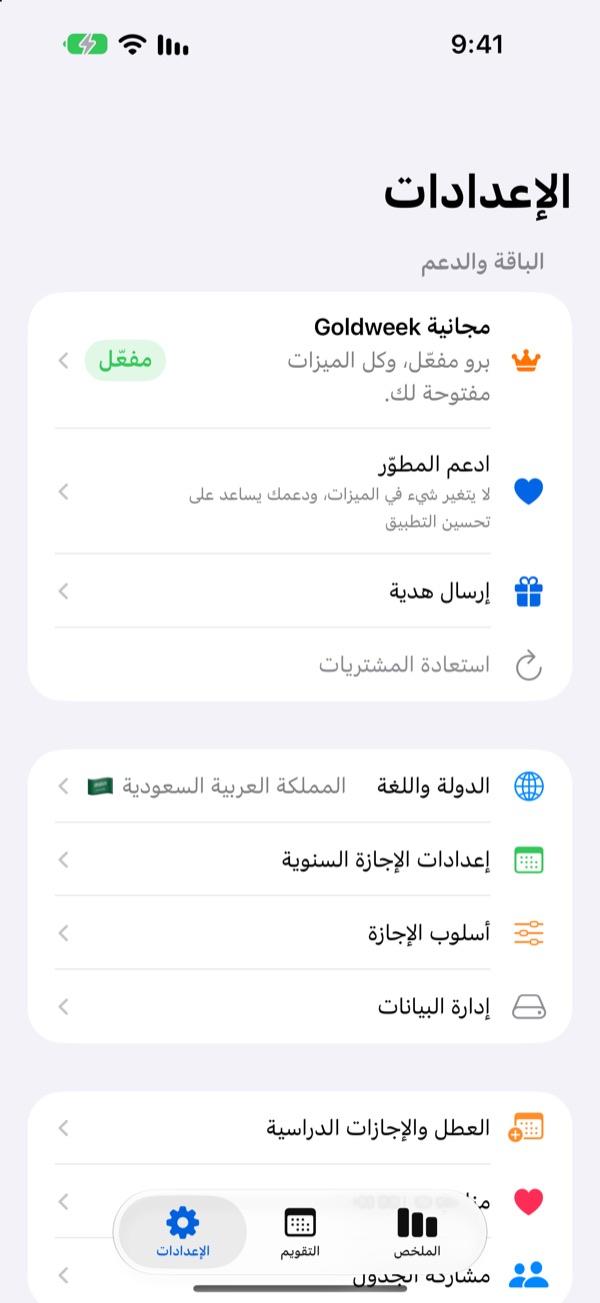 9:41
الإعدادات
الباقة والدعم
مجانية Goldweek
برو مفعّل، وكل الميزات
مفتوحة لك.
مفعّل
ادعم المطوّر
لا يتغير شيء في الميزات، ودعمك يساعد على
تحسين التطبيق
إرسال هدية
استعادة المشتريات
الدولة واللغة المملكة العربية السعودية 🇸🇦
إعدادات الإجازة السنوية
أسلوب الإجازة
إدارة البيانات
العطل والإجازات الدراسية
مشاركة الجدول
الملخص
التقويم
الإعدادات